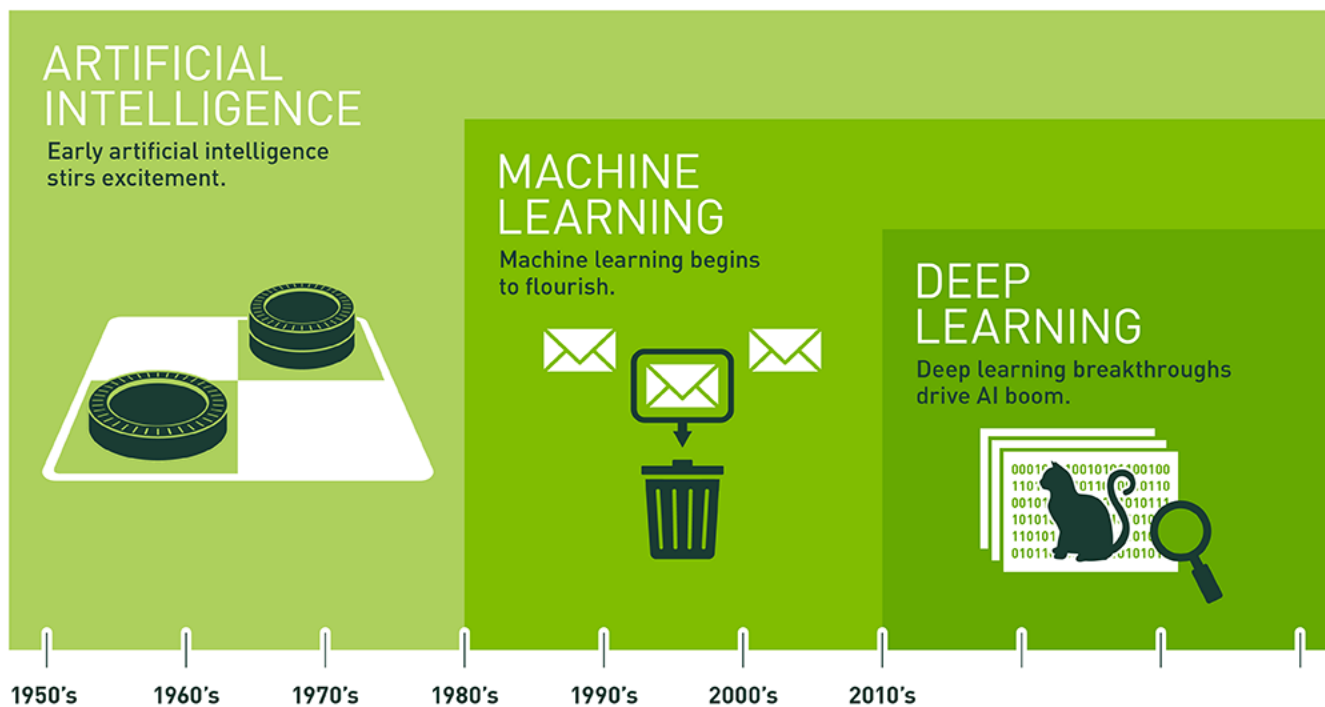 ARTIFICIAL
INTELLIGENCE
Early artificial intelligence
stirs excitement.
MACHINE
LEARNING
Machine learning begins
to flourish.
DEEP
LEARNING
Deep learning breakthroughs
drive AI boom.
1950's 1960's 1970's 1980's 1990's 2000's 2010's